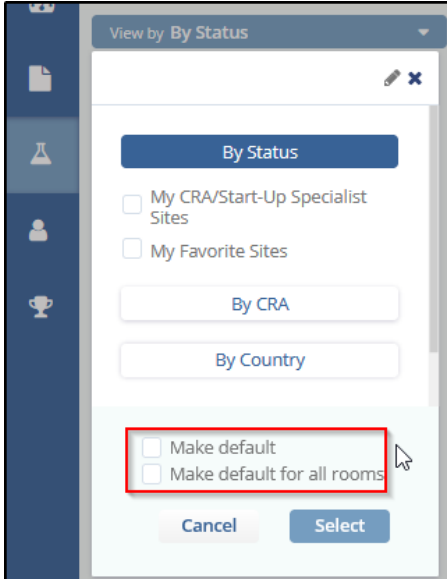 View by By Status
By Status
My CRA/Start-Up Specialist
Sites
My Favorite Sites
By CRA
By Country
Make default
Make default for all rooms
Cancel Select